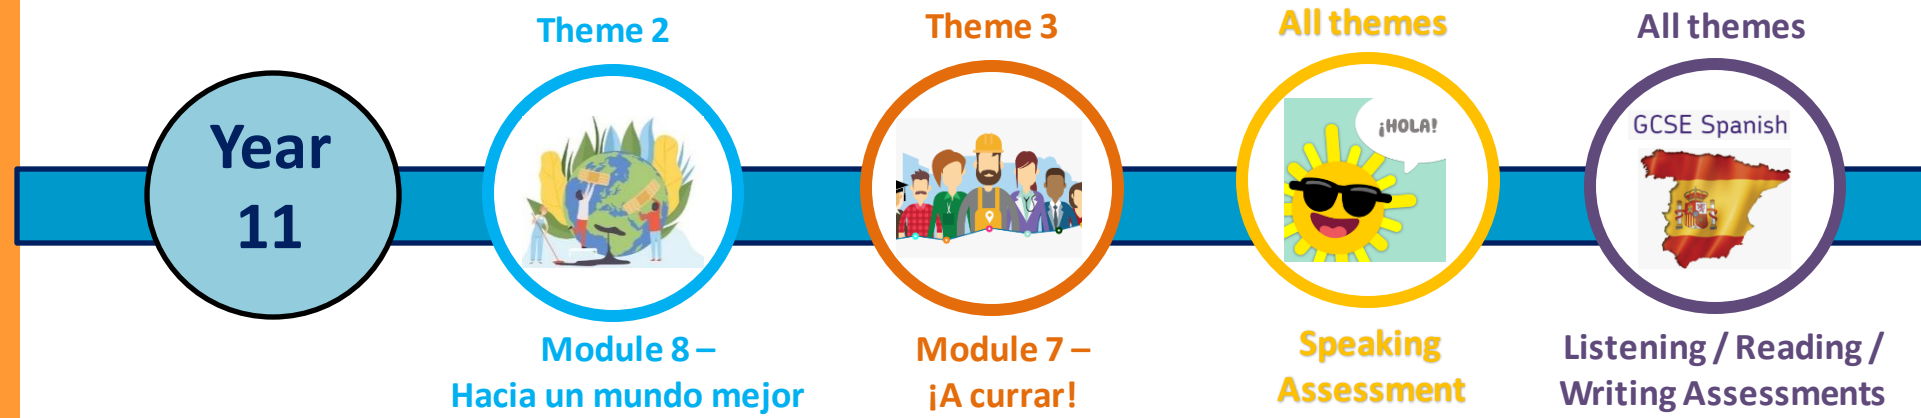 Year
11
Theme 2
Module 8 –
Hacia un mundo mejor
Theme 3
Module 7 –
¡A currar!
All themes
¡HOLA!
Speaking
Assessment
All themes
GCSE Spanish
Listening / Reading /
Writing Assessments